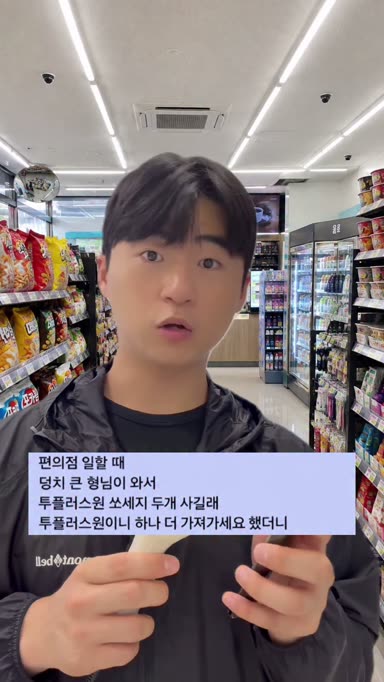 편의점 일할 때
덩치 큰 형님이 와서
투플러스원 쏘세지 두개 사길래
투플러스원이니 하나 더 가져가세요 했더니
mont-bell